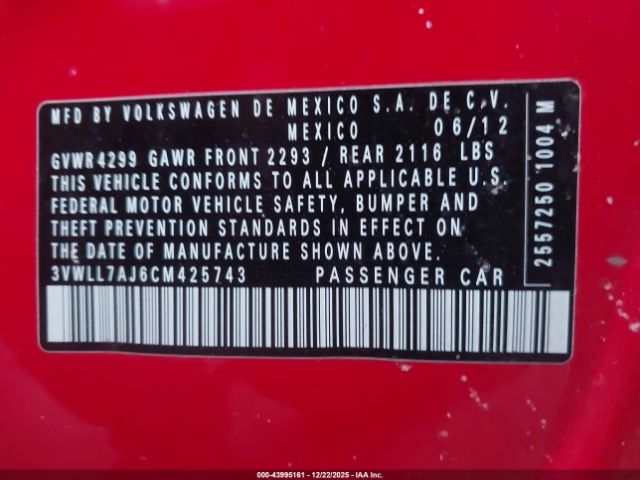 MFD BY VOLKSWAGEN DE MEXICO S.A. DE C.V.
MEXICO 06/12
GVWR 4299 GAWR FRONT 2293 / REAR 2116 LBS
THIS VEHICLE CONFORMS TO ALL APPLICABLE U.S.
FEDERAL MOTOR VEHICLE SAFETY, BUMPER AND
THEFT PREVENTION STANDARDS IN EFFECT ON
THE DATE OF MANUFACTURE SHOWN ABOVE.
3VWLL7AJ6CM425743 PASSENGER CAR
2557250 1004 M
000-43995161 - 12/22/2025 - IAA Inc.